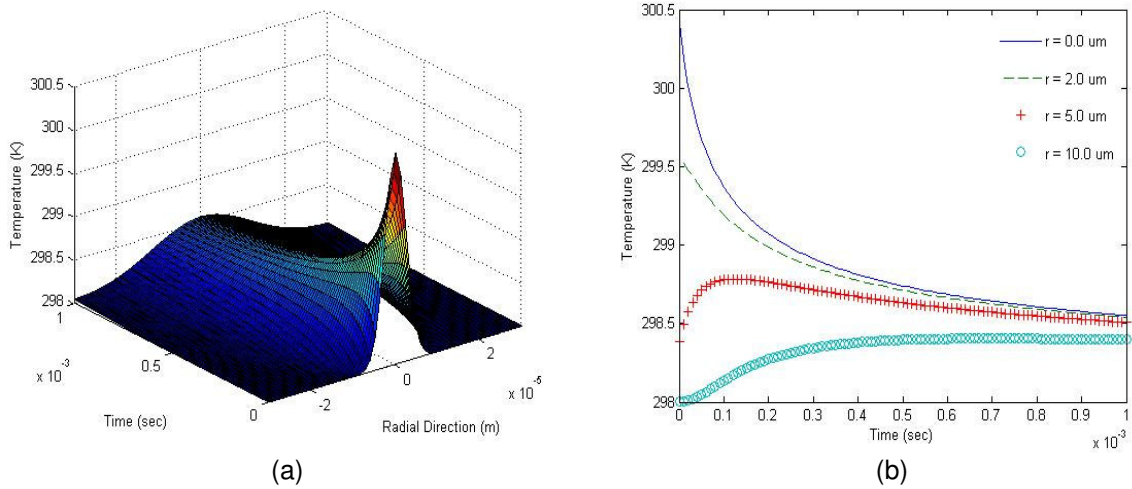 300.5
300
299.5
299
298.5
298
Temperature (K)
1
0.5
0
x 10⁻³
Time (sec)
-2
0
2
x 10⁻⁵
Radial Direction (m)
(a)
300.5
300
299.5
299
298.5
298
Temperature (K)
r = 0.0 um
r = 2.0 um
r = 5.0 um
r = 10.0 um
0 0.1 0.2 0.3 0.4 0.5 0.6 0.7 0.8 0.9 1
Time (sec)
x 10⁻³
(b)